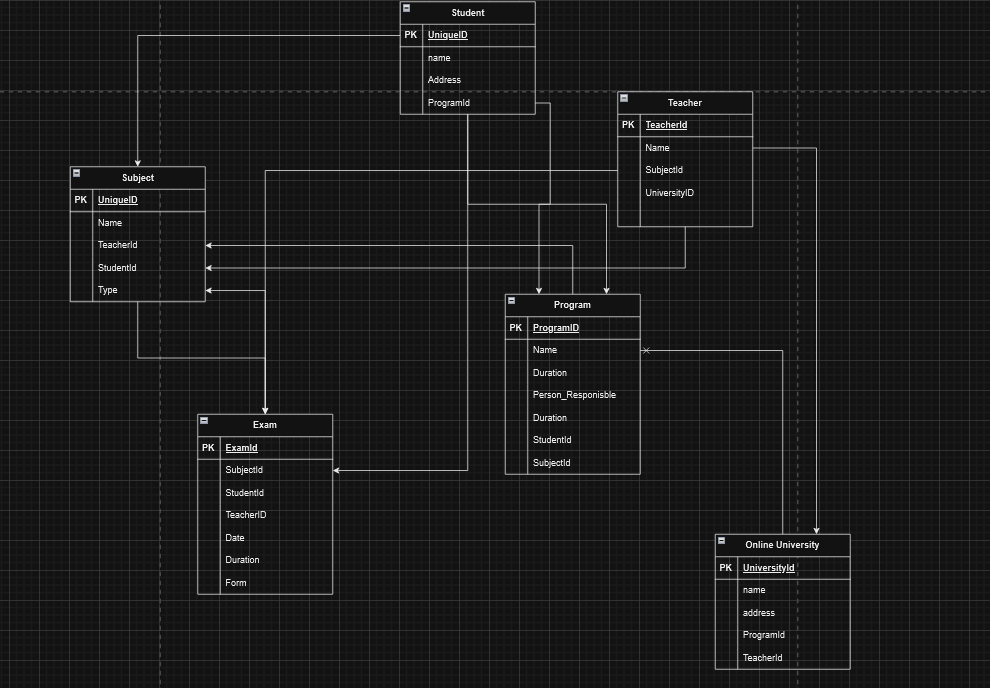 Student
PK UniqueID
name
Address
ProgramId
Teacher
PK TeacherId
Name
SubjectId
UniversityID
Subject
PK UniqueID
Name
TeacherId
StudentId
Type
Program
PK ProgramID
Name
Duration
Person_Responisble
Duration
StudentId
SubjectId
Exam
PK ExamId
SubjectId
StudentId
TeacherID
Date
Duration
Form
Online University
PK UniversityId
name
address
ProgramId
TeacherId